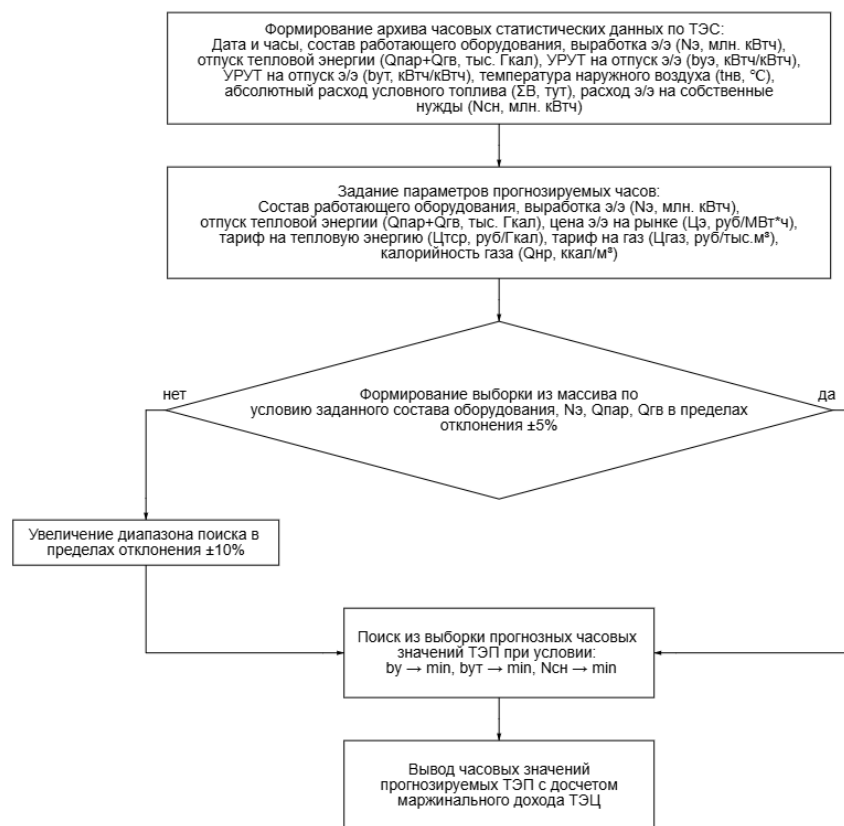 Формирование архива часовых статистических данных по ТЭС:
Дата и часы, состав работающего оборудования, выработка э/э (Nэ, млн. кВтч),
отпуск тепловой энергии (Qпар+Qгв, тыс. Гкал), УРУТ на отпуск э/э (bуэ, кВтч/кВтч),
УРУТ на отпуск э/э (bут, кВтч/кВтч), температура наружного воздуха (tнв, °С),
абсолютный расход условного топлива (ΣВ, тут), расход э/э на собственные
нужды (Nсн, млн. кВтч)
Задание параметров прогнозируемых часов:
Состав работающего оборудования, выработка э/э (Nэ, млн. кВтч),
отпуск тепловой энергии (Qпар+Qгв, тыс. Гкал), цена э/э на рынке (Цэ, руб/МВт*ч),
тариф на тепловую энергию (Цтср, руб/Гкал), тариф на газ (Цгаз, руб/тыс.м³),
калорийность газа (Qнр, ккал/м³)
нет
да
Формирование выборки из массива по
условию заданного состава оборудования, Nэ, Qпар, Qгв в пределах
отклонения ±5%
Увеличение диапазона поиска в
пределах отклонения ±10%
Поиск из выборки прогнозных часовых
значений ТЭП при условии:
bу → min, bут → min, Nсн → min
Вывод часовых значений
прогнозируемых ТЭП с досчетом
маржинального дохода ТЭЦ